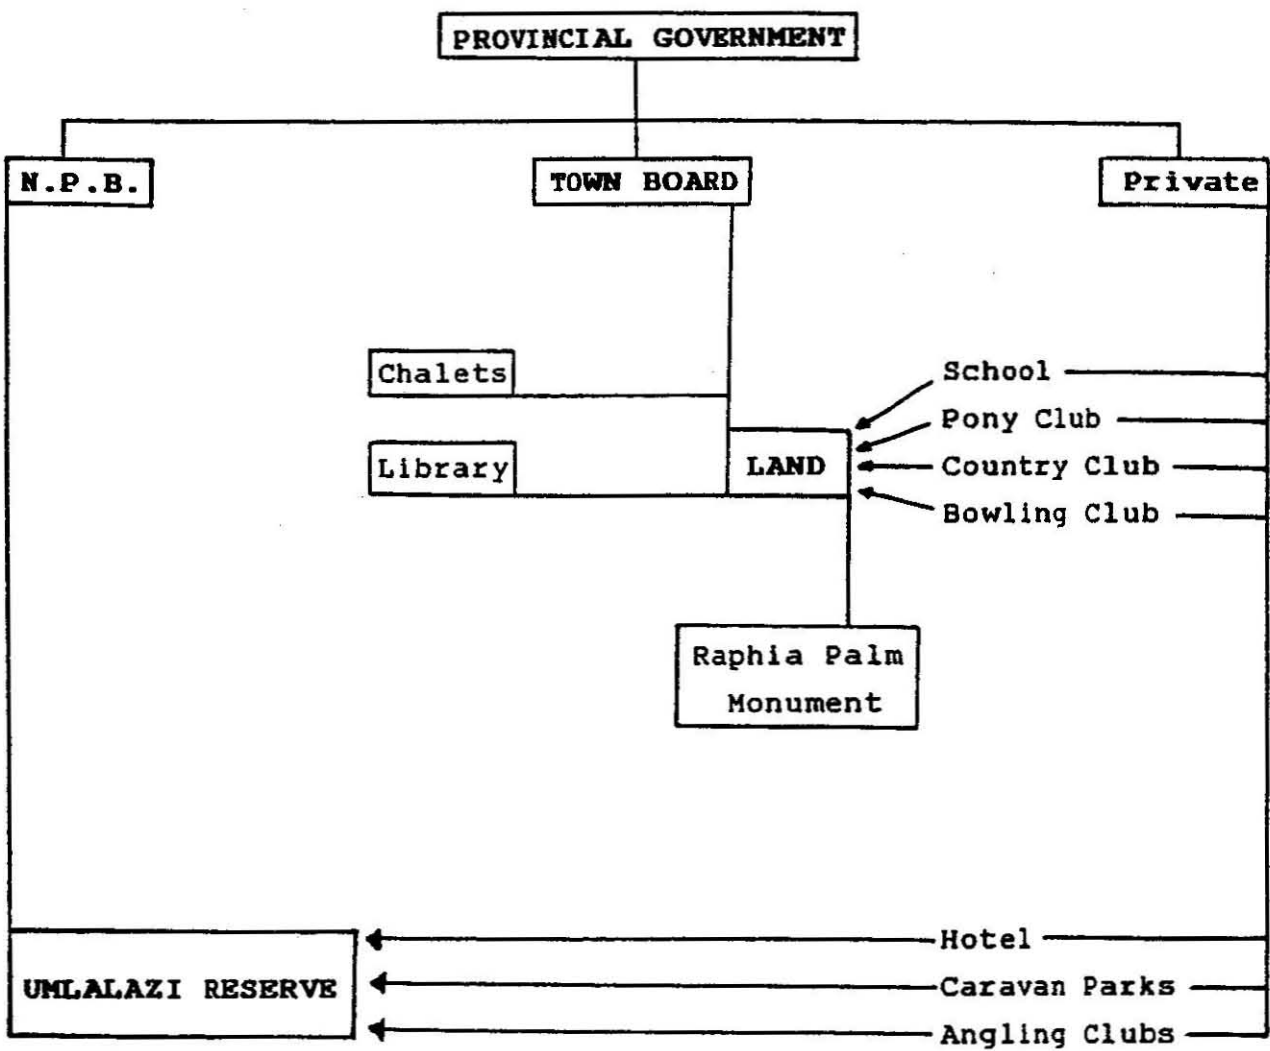 PROVINCIAL GOVERNMENT
N.P.B.
TOWN BOARD
Private
Chalets
Library
LAND
School
Pony Club
Country Club
Bowling Club
Raphia Palm
Monument
UMLALAZI RESERVE
Hotel
Caravan Parks
Angling Clubs